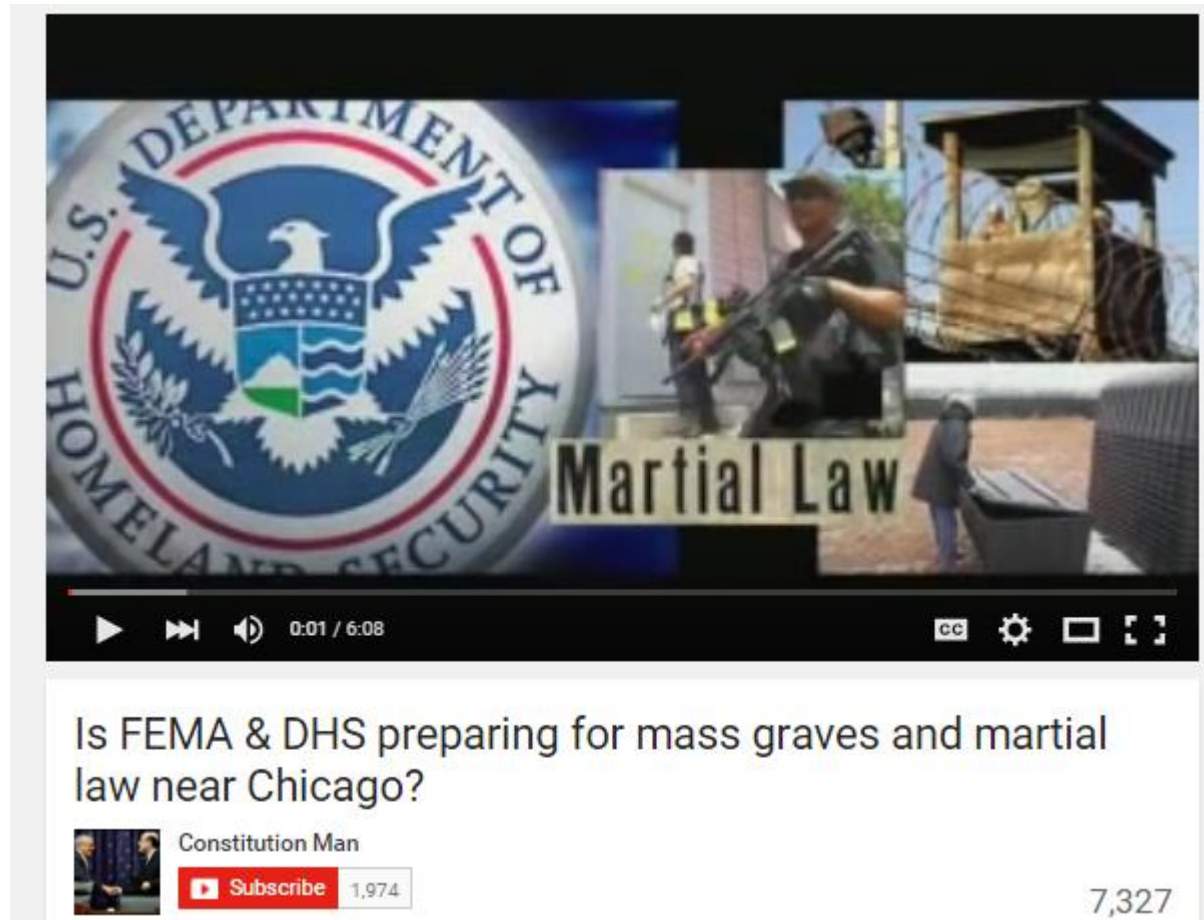 U.S. DEPARTMENT OF
HOMELAND SECURITY
Martial Law
0:01 / 6:08
CC
Is FEMA & DHS preparing for mass graves and martial
law near Chicago?
Constitution Man
Subscribe 1,974
7,327